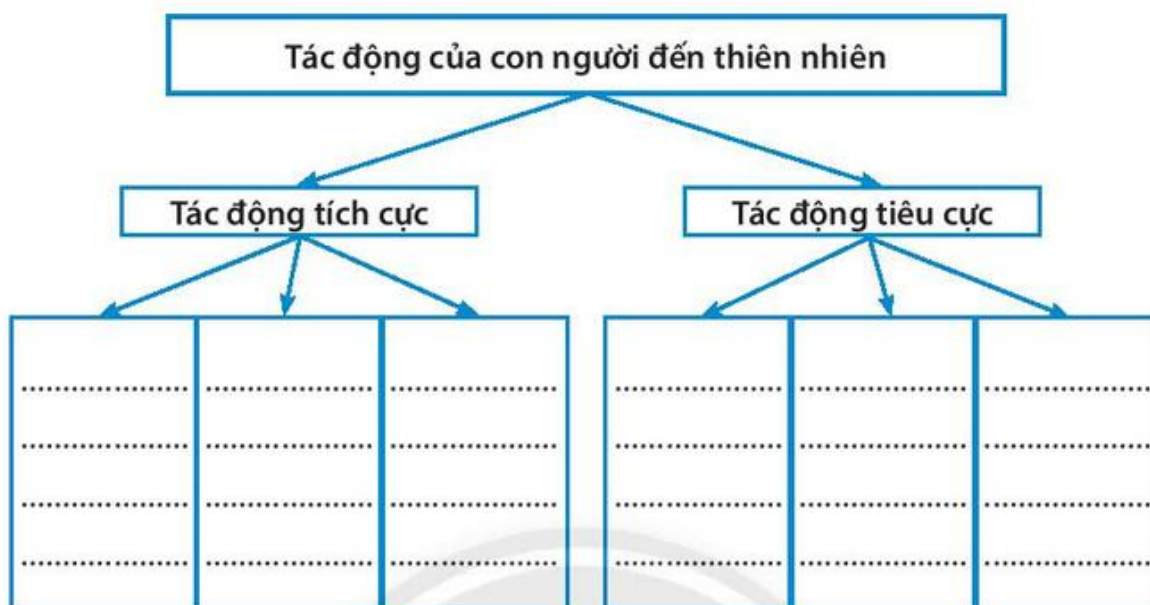 Tác động của con người đến thiên nhiên
Tác động tích cực
Tác động tiêu cực